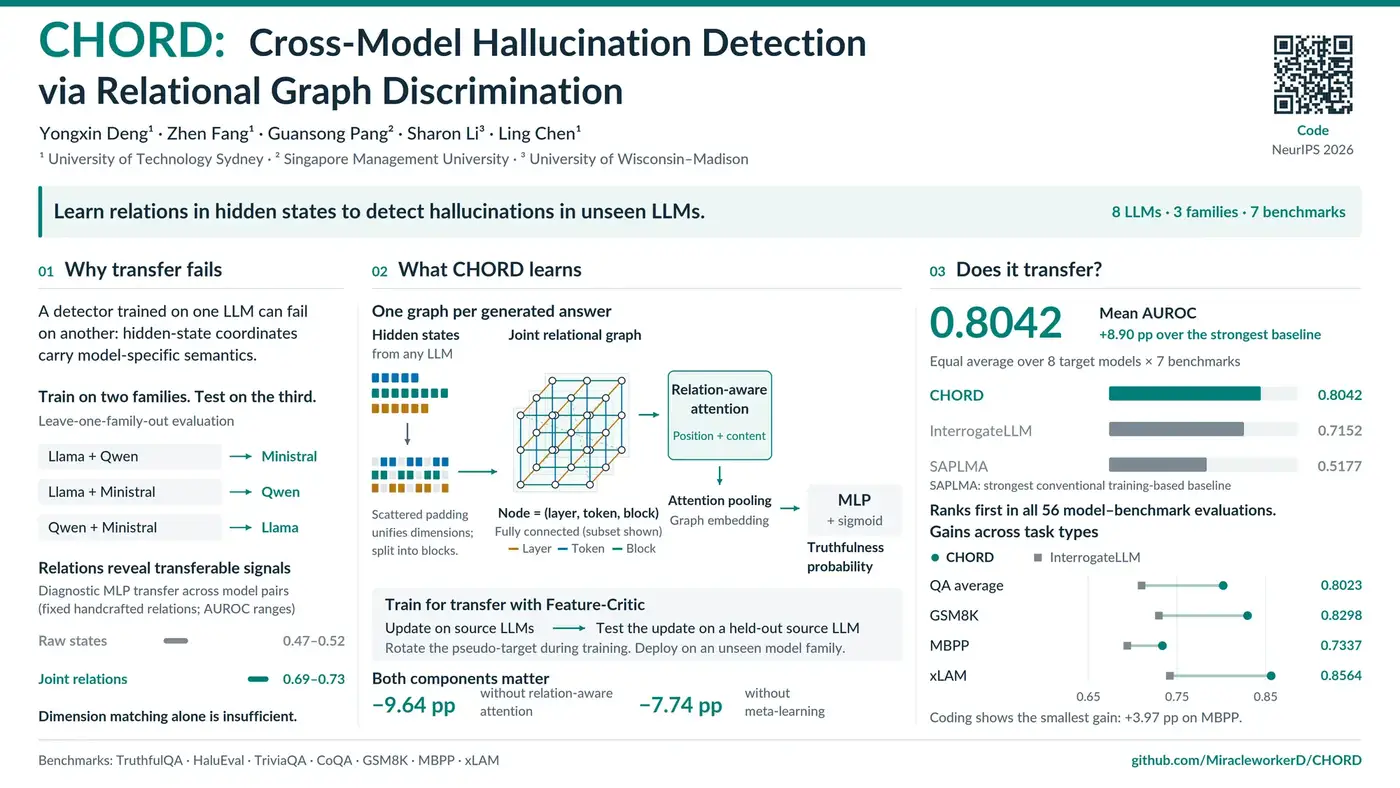 CHORD: Cross-Model Hallucination Detection
via Relational Graph Discrimination
Yongxin Deng¹ · Zhen Fang¹ · Guansong Pang² · Sharon Li³ · Ling Chen¹
¹ University of Technology Sydney · ² Singapore Management University · ³ University of Wisconsin–Madison
Code
NeurIPS 2026
Learn relations in hidden states to detect hallucinations in unseen LLMs.
8 LLMs · 3 families · 7 benchmarks
01 Why transfer fails
A detector trained on one LLM can fail
on another: hidden-state coordinates
carry model-specific semantics.
Train on two families. Test on the third.
Leave-one-family-out evaluation
Llama + Qwen → Ministral
Llama + Ministral → Qwen
Qwen + Ministral → Llama
Relations reveal transferable signals
Diagnostic MLP transfer across model pairs
(fixed handcrafted relations; AUROC ranges)
Raw states 0.47–0.52
Joint relations 0.69–0.73
Dimension matching alone is insufficient.
02 What CHORD learns
One graph per generated answer
Hidden states
from any LLM
Joint relational graph
Relation-aware
attention
Position + content
Scattered padding
unifies dimensions;
split into blocks.
Node = (layer, token, block)
Fully connected (subset shown)
Layer Token Block
Attention pooling
Graph embedding
MLP
+ sigmoid
Truthfulness
probability
Train for transfer with Feature-Critic
Update on source LLMs → Test the update on a held-out source LLM
Rotate the pseudo-target during training. Deploy on an unseen model family.
Both components matter
−9.64 pp without relation-aware
attention
−7.74 pp without
meta-learning
03 Does it transfer?
0.8042
Mean AUROC
+8.90 pp over the strongest baseline
Equal average over 8 target models × 7 benchmarks
CHORD 0.8042
InterrogateLLM 0.7152
SAPLMA 0.5177
SAPLMA: strongest conventional training-based baseline
Ranks first in all 56 model–benchmark evaluations.
Gains across task types
CHORD InterrogateLLM
QA average 0.8023
GSM8K 0.8298
MBPP 0.7337
xLAM 0.8564
0.65 0.75 0.85
Coding shows the smallest gain: +3.97 pp on MBPP.
Benchmarks: TruthfulQA · HaluEval · TriviaQA · CoQA · GSM8K · MBPP · xLAM
github.com/MiracleworkerD/CHORD